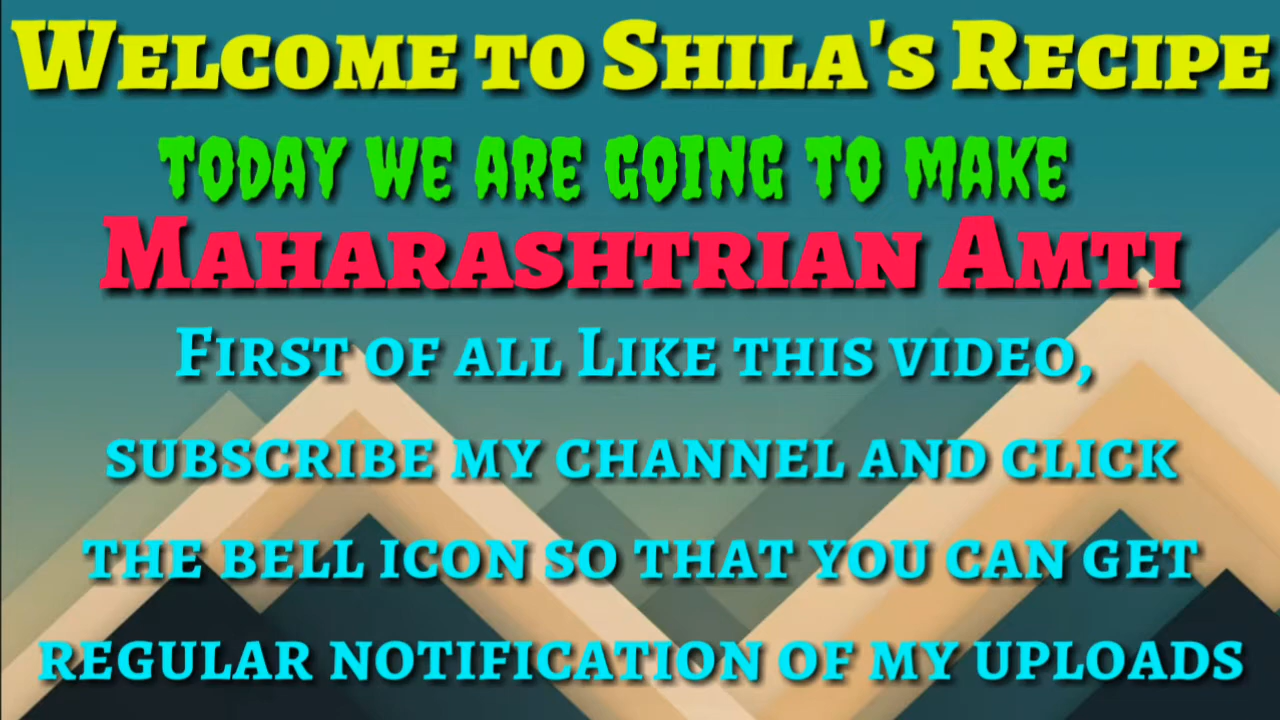 Welcome to Shila's Recipe
Today we are going to make
Maharashtrian Amti
First of all Like this video,
subscribe my channel and click
the bell icon so that you can get
regular notification of my uploads